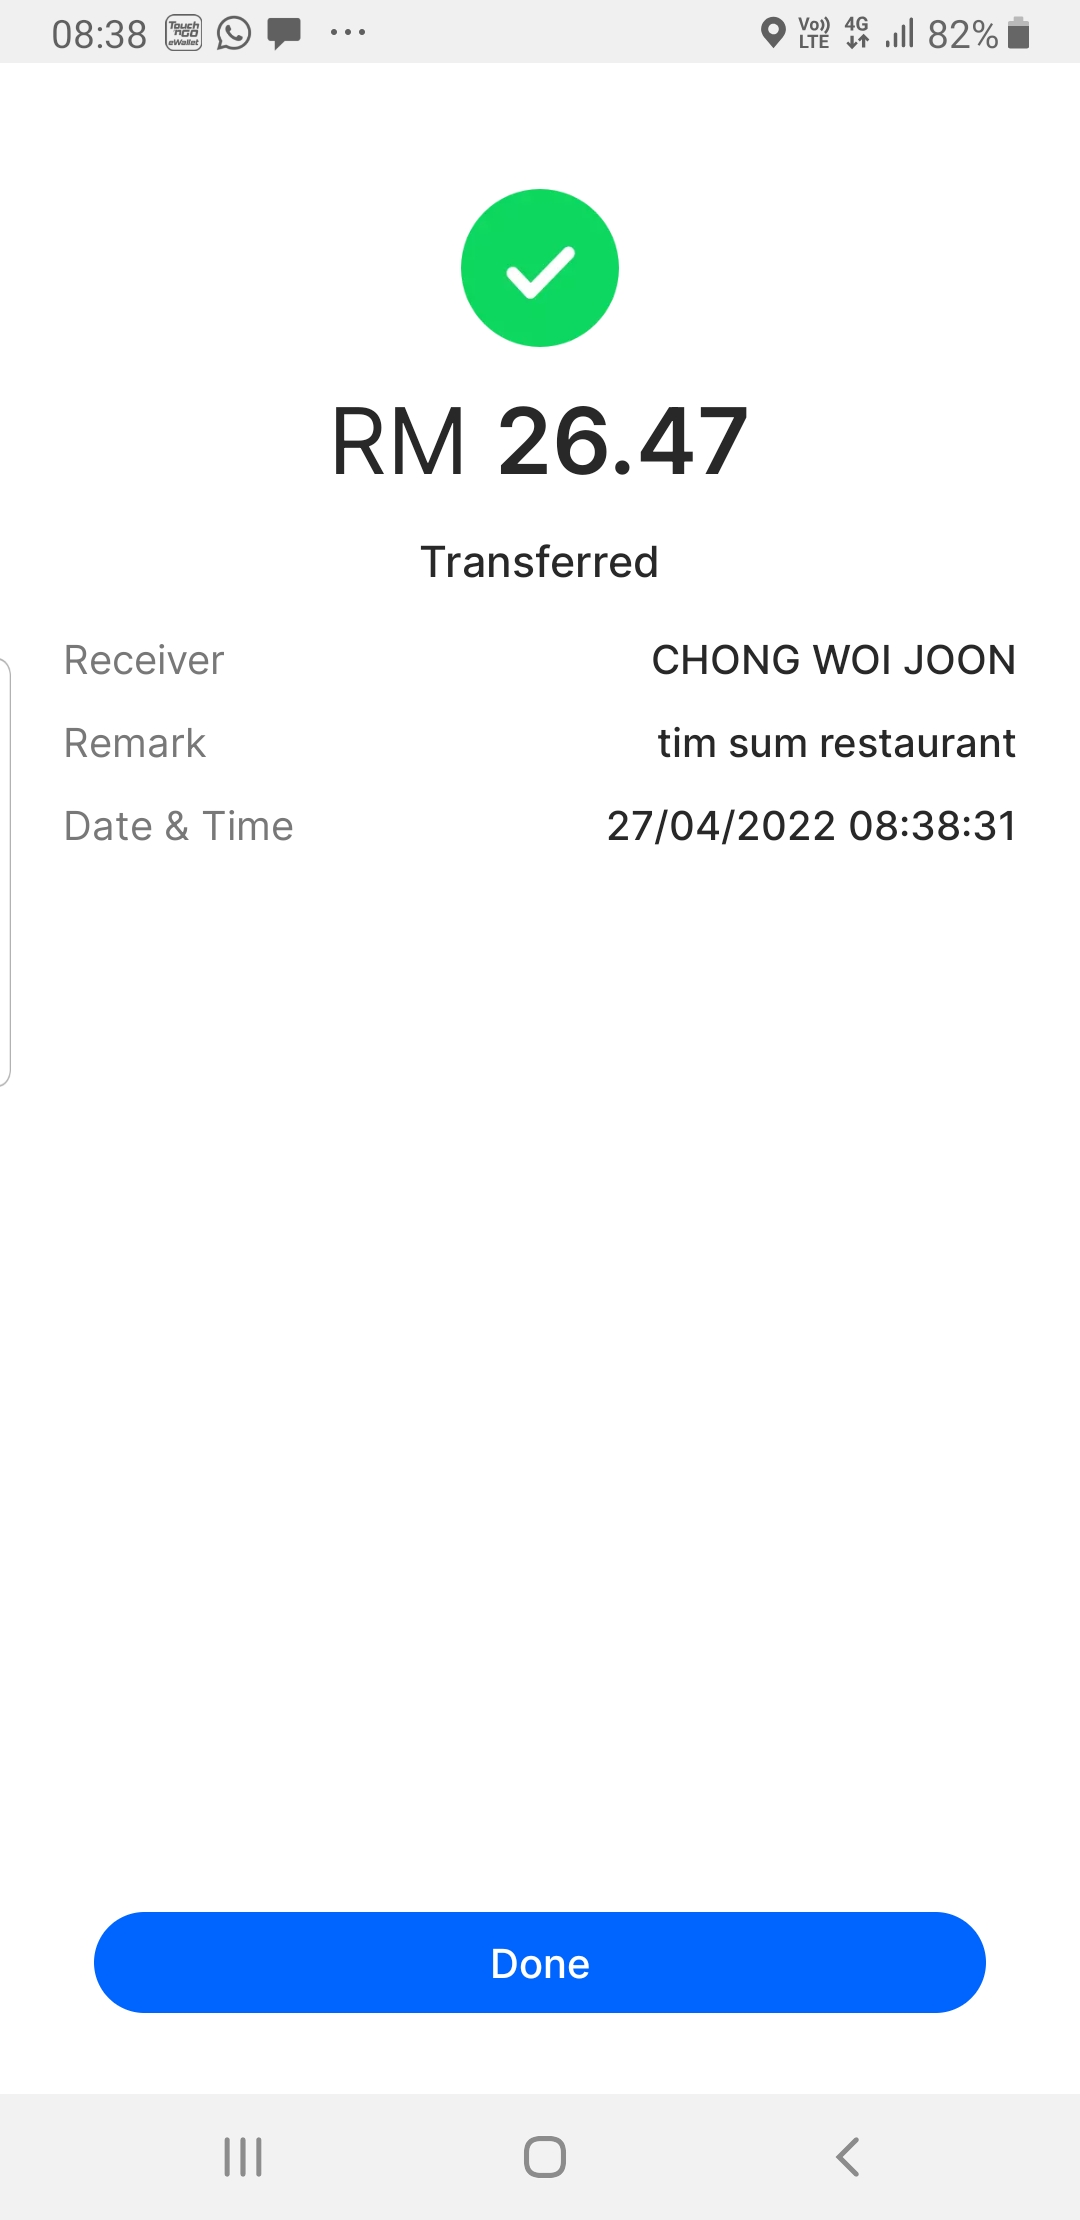 08:38 Touch 'nGO eWallet Vo)) LTE 4G 82%
RM 26.47
Transferred
Receiver CHONG WOI JOON
Remark tim sum restaurant
Date & Time 27/04/2022 08:38:31
Done